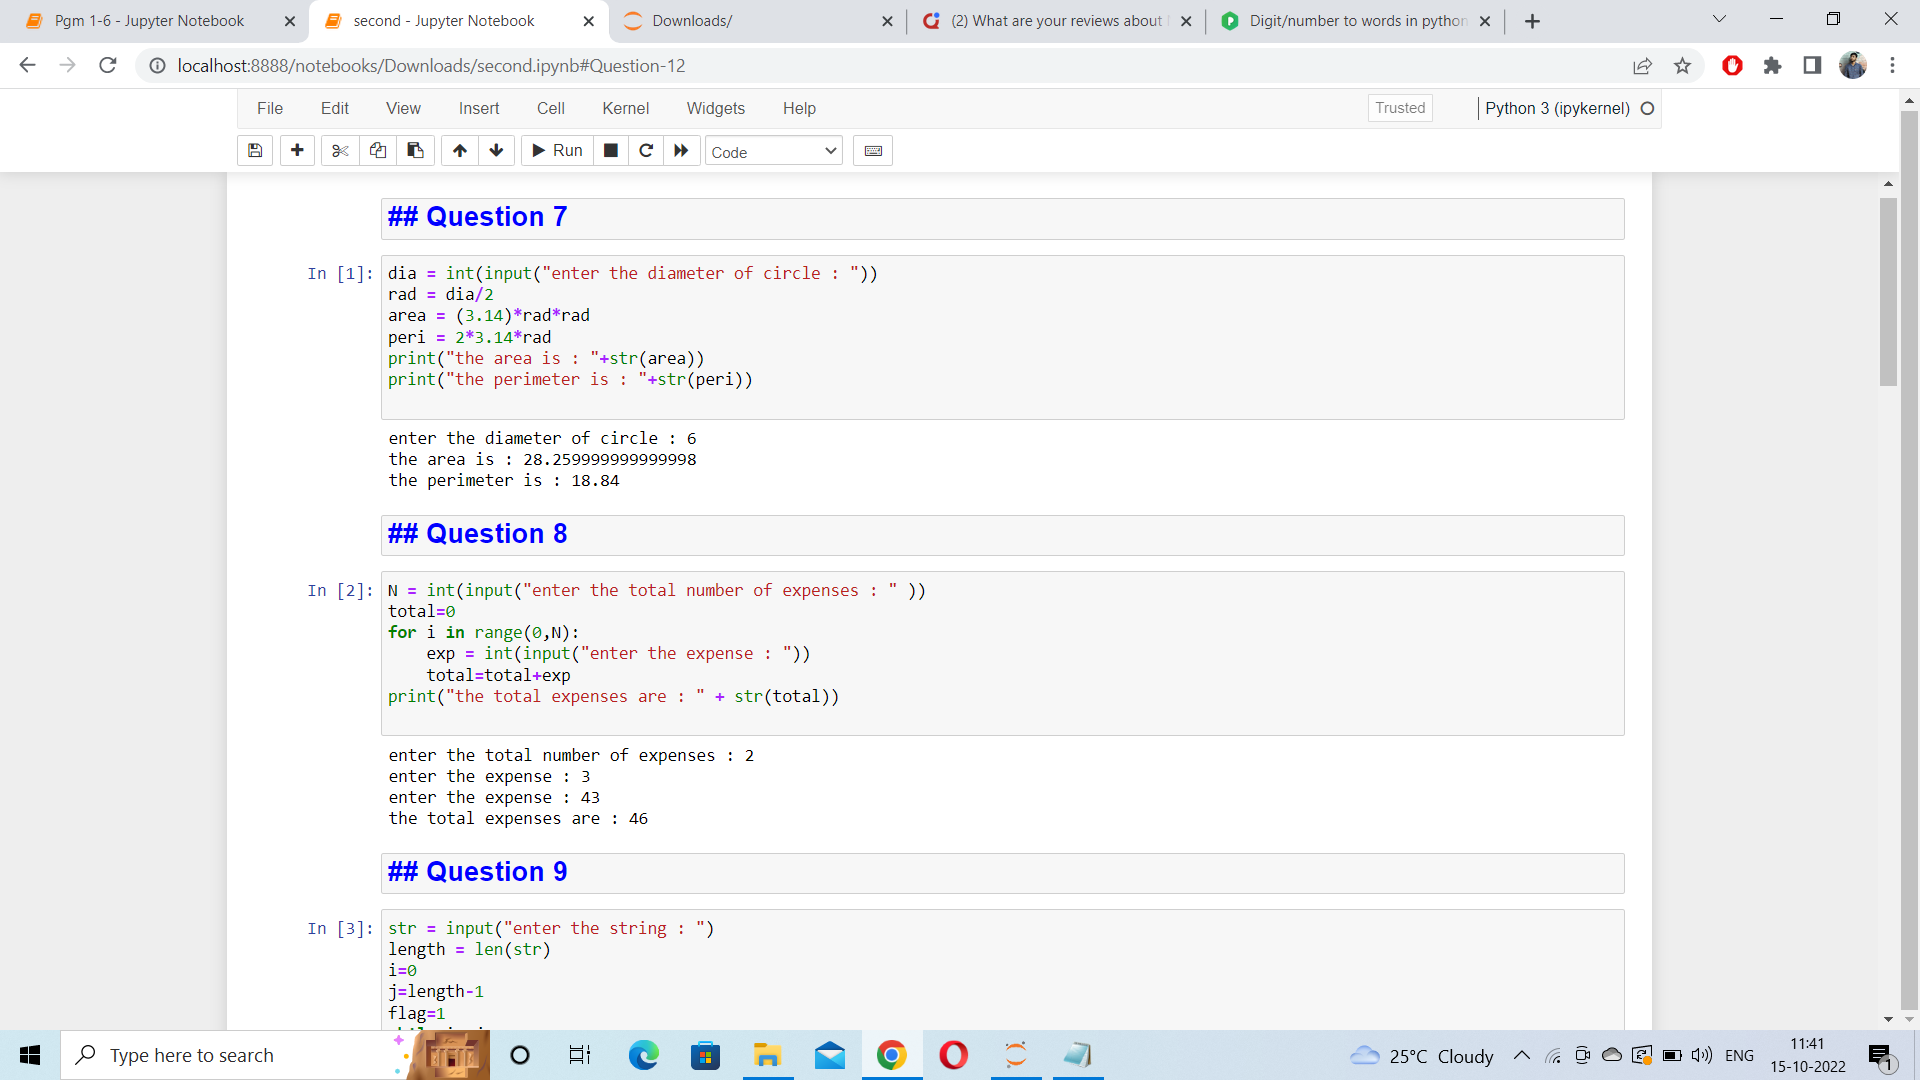 Pgm 1-6 - Jupyter Notebook
second - Jupyter Notebook
Downloads/
(2) What are your reviews about
Digit/number to words in python
localhost:8888/notebooks/Downloads/second.ipynb#Question-12
File Edit View Insert Cell Kernel Widgets Help
Trusted
Python 3 (ipykernel)
Run
Code
## Question 7
In [1]:
dia = int(input("enter the diameter of circle : "))
rad = dia/2
area = (3.14)*rad*rad
peri = 2*3.14*rad
print("the area is : "+str(area))
print("the perimeter is : "+str(peri))
enter the diameter of circle : 6
the area is : 28.259999999999998
the perimeter is : 18.84
## Question 8
In [2]:
N = int(input("enter the total number of expenses : " ))
total=0
for i in range(0,N):
    exp = int(input("enter the expense : "))
    total=total+exp
print("the total expenses are : " + str(total))
enter the total number of expenses : 2
enter the expense : 3
enter the expense : 43
the total expenses are : 46
## Question 9
In [3]:
str = input("enter the string : ")
length = len(str)
i=0
j=length-1
flag=1
Type here to search
25°C Cloudy
ENG
11:41
15-10-2022
1